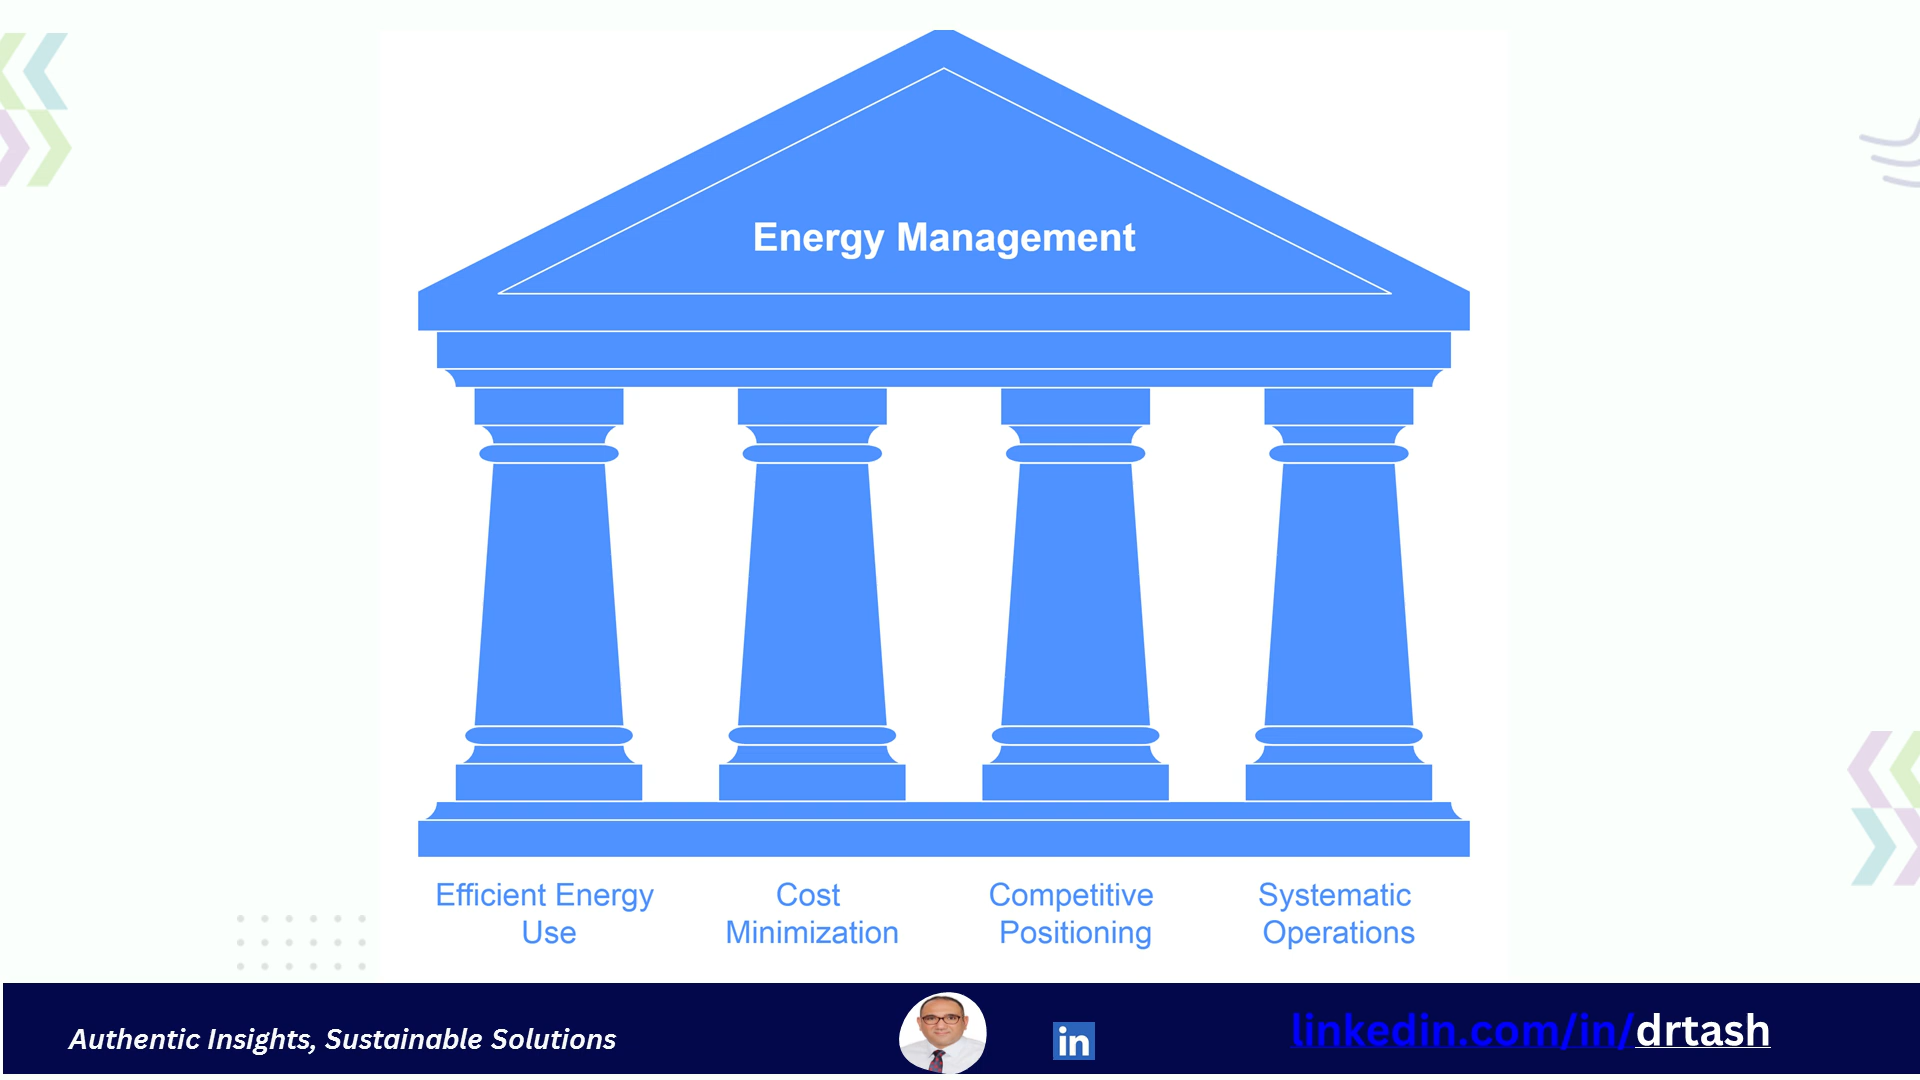 Energy Management
Efficient Energy
Use
Cost
Minimization
Competitive
Positioning
Systematic
Operations
Authentic Insights, Sustainable Solutions
in
linkedin.com/in/drtash